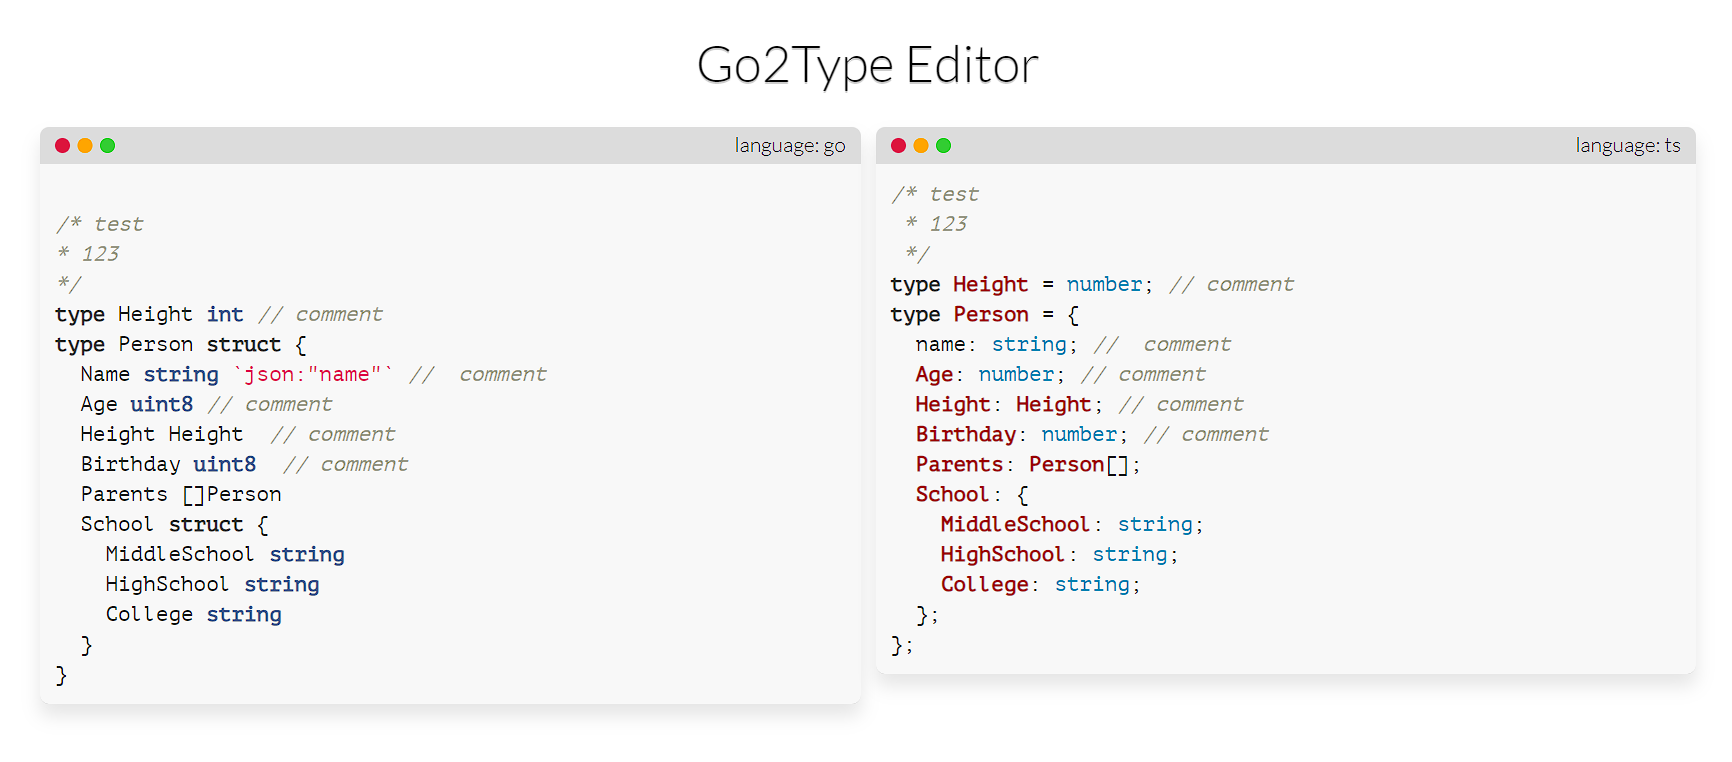 Go2Type Editor
language: go
/* test
* 123
*/
type Height int // comment
type Person struct {
  Name string `json:"name"` //  comment
  Age uint8 // comment
  Height Height  // comment
  Birthday uint8  // comment
  Parents []Person
  School struct {
    MiddleSchool string
    HighSchool string
    College string
  }
}
language: ts
/* test
 * 123
 */
type Height = number; // comment
type Person = {
  name: string; //  comment
  Age: number; // comment
  Height: Height; // comment
  Birthday: number; // comment
  Parents: Person[];
  School: {
    MiddleSchool: string;
    HighSchool: string;
    College: string;
  };
};